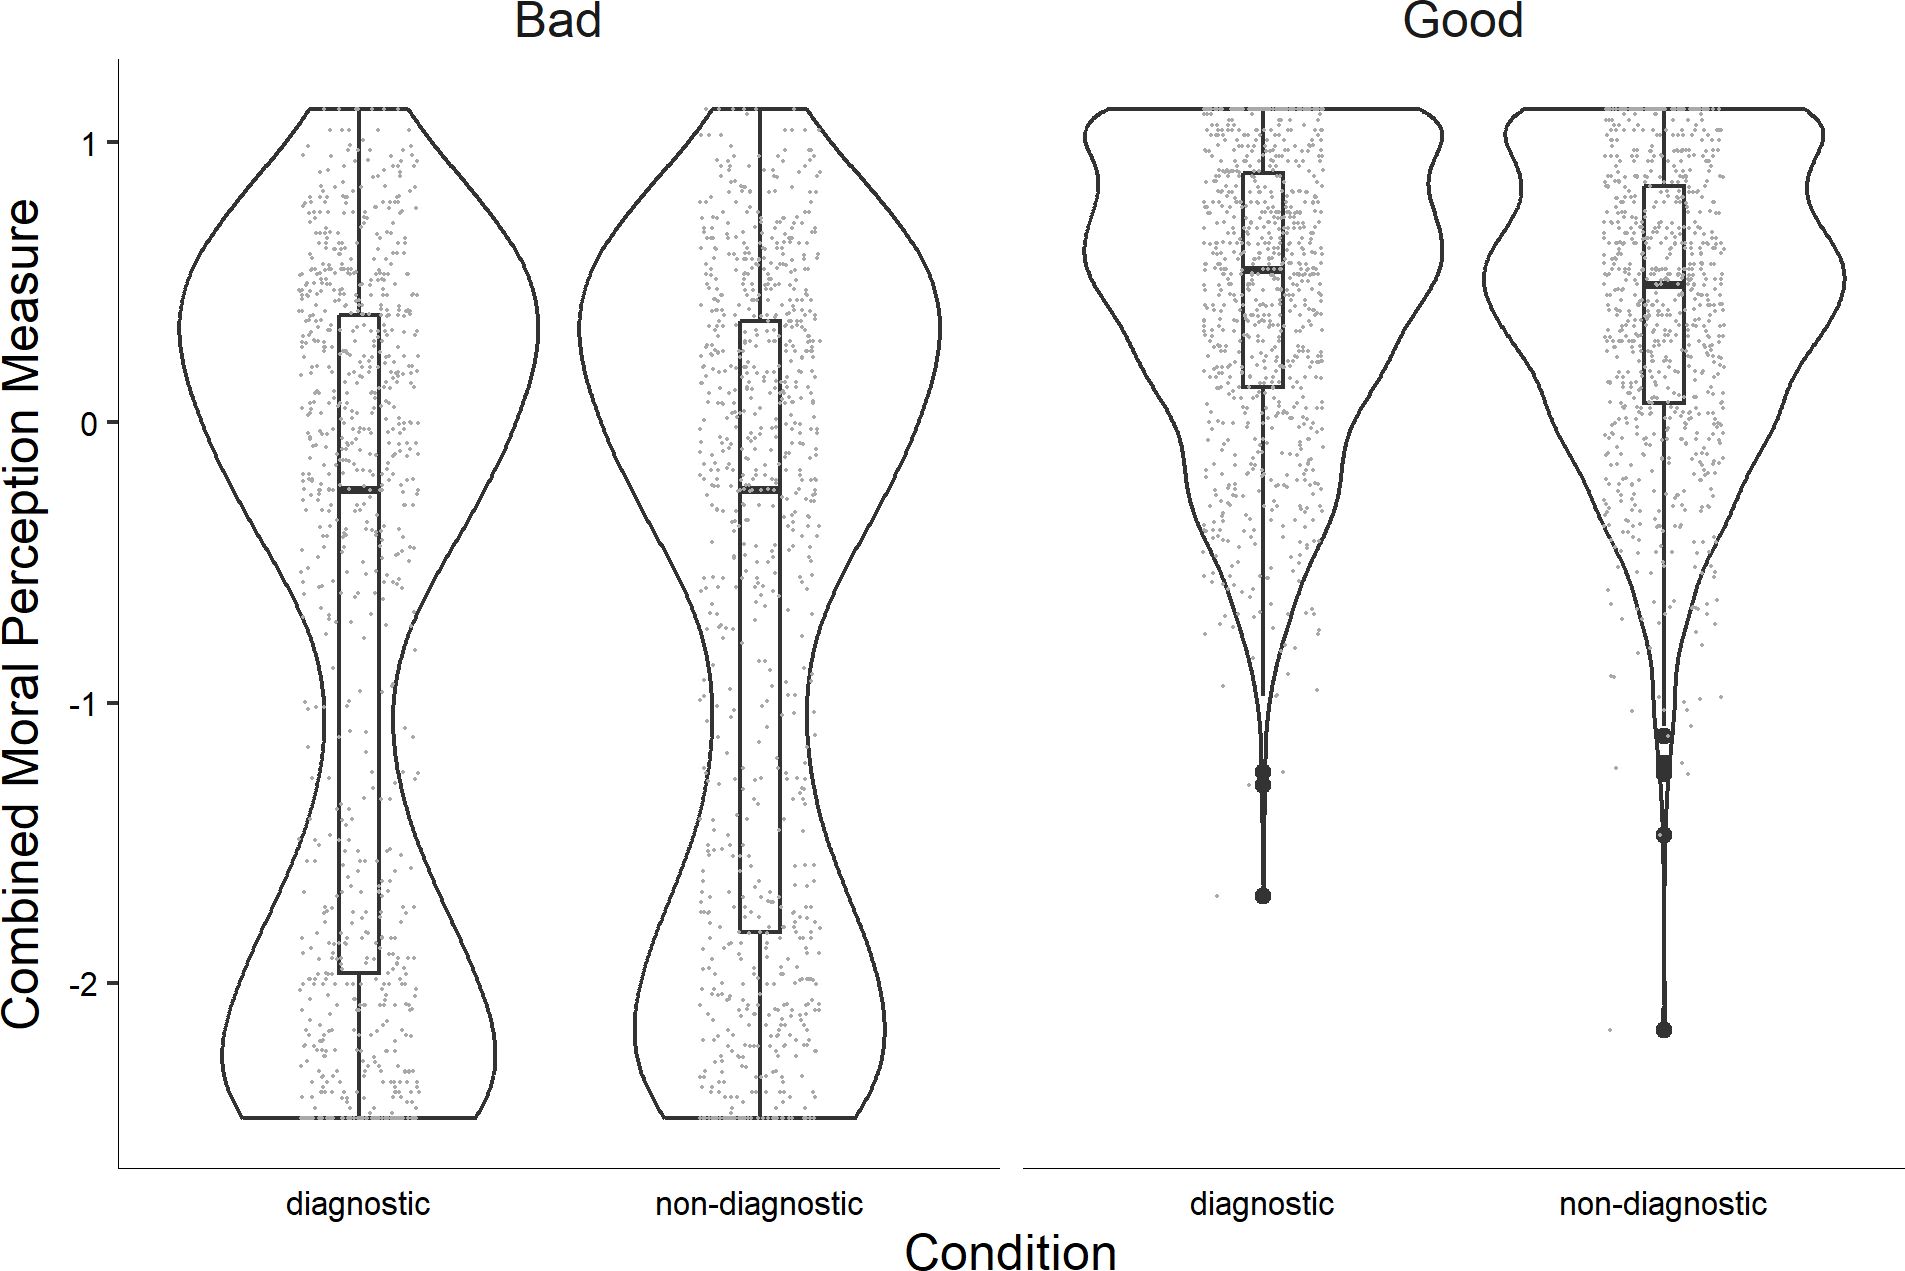 Bad
Good
Combined Moral Perception Measure
1
0
-1
-2
diagnostic
non-diagnostic
diagnostic
non-diagnostic
Condition